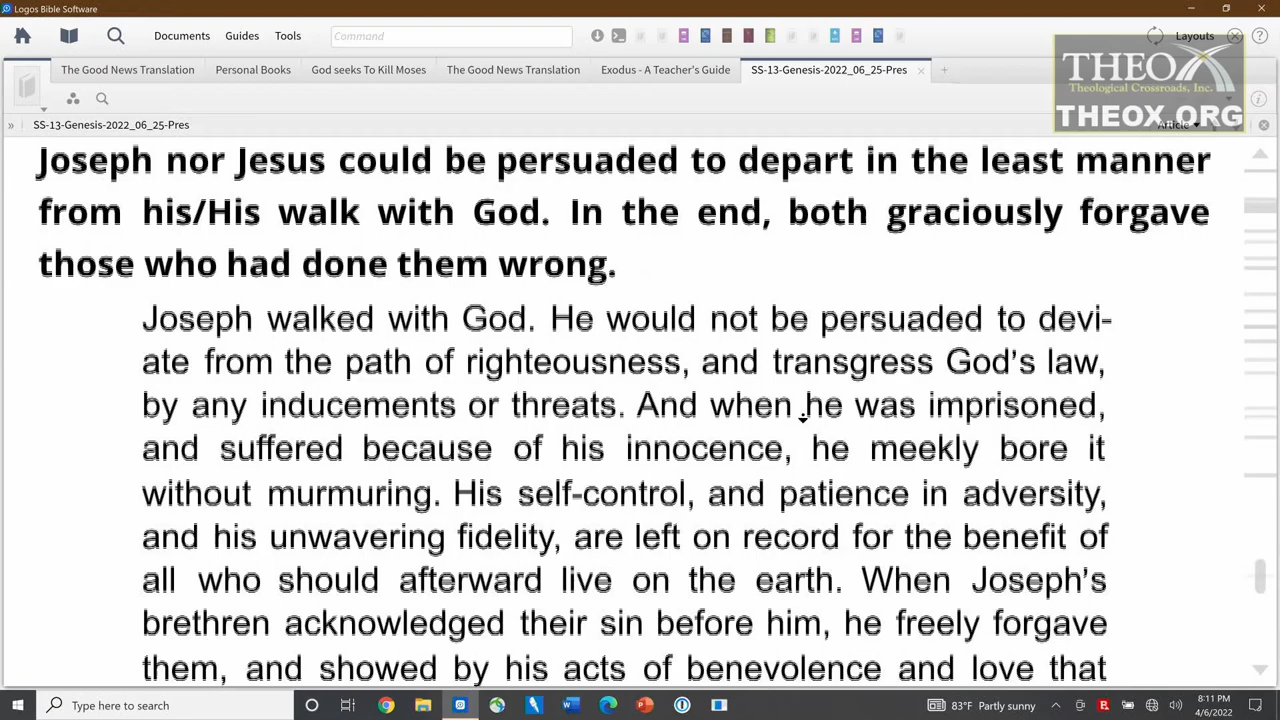 Logos Bible Software
Documents Guides Tools Command Layouts
The Good News Translation Personal Books God seeks To Kill Moses The Good News Translation Exodus - A Teacher's Guide SS-13-Genesis-2022_06_25-Pres
THEOX
Theological Crossroads, Inc.
THEOX.ORG
SS-13-Genesis-2022_06_25-Pres Article
Joseph nor Jesus could be persuaded to depart in the least manner
from his/His walk with God. In the end, both graciously forgave
those who had done them wrong.
Joseph walked with God. He would not be persuaded to devi-
ate from the path of righteousness, and transgress God's law,
by any inducements or threats. And when he was imprisoned,
and suffered because of his innocence, he meekly bore it
without murmuring. His self-control, and patience in adversity,
and his unwavering fidelity, are left on record for the benefit of
all who should afterward live on the earth. When Joseph's
brethren acknowledged their sin before him, he freely forgave
them, and showed by his acts of benevolence and love that
Type here to search
83°F Partly sunny
8:11 PM
4/6/2022